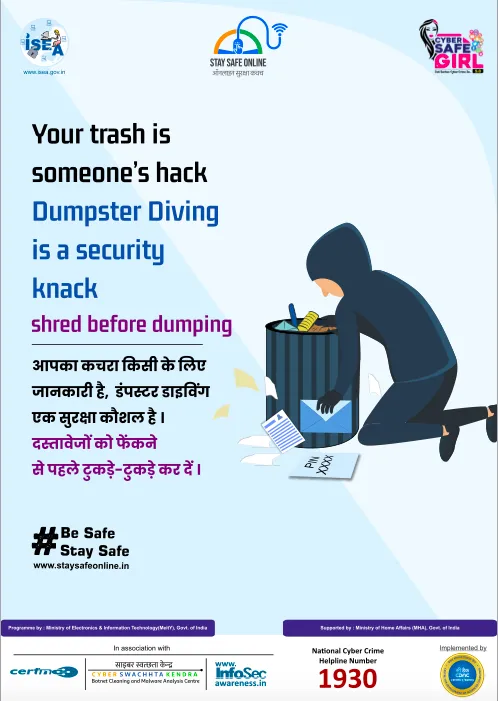 ISEA
www.isea.gov.in
STAY SAFE ONLINE
ऑनलाइन सुरक्षा कवच
CYBER
SAFE
GIRL
Your trash is
someone's hack
Dumpster Diving
is a security
knack
shred before dumping
आपका कचरा किसी के लिए
जानकारी है, डंपस्टर डाइविंग
एक सुरक्षा कौशल है ।
दस्तावेजों को फेंकने
से पहले टुकड़े-टुकड़े कर दें ।
PIN
XXXX
#Be Safe
Stay Safe
www.staysafeonline.in
Programme by : Ministry of Electronics & Information Technology(MeitY), Govt. of India
Supported by : Ministry of Home Affairs (MHA), Govt. of India
In association with
साइबर स्वच्छता केन्द्र
CYBER SWACHHTA KENDRA
Botnet Cleaning and Malware Analysis Centre
www.
InfoSec
awareness.in
National Cyber Crime
Helpline Number
1930
Implemented by
सी डैक
CDAC